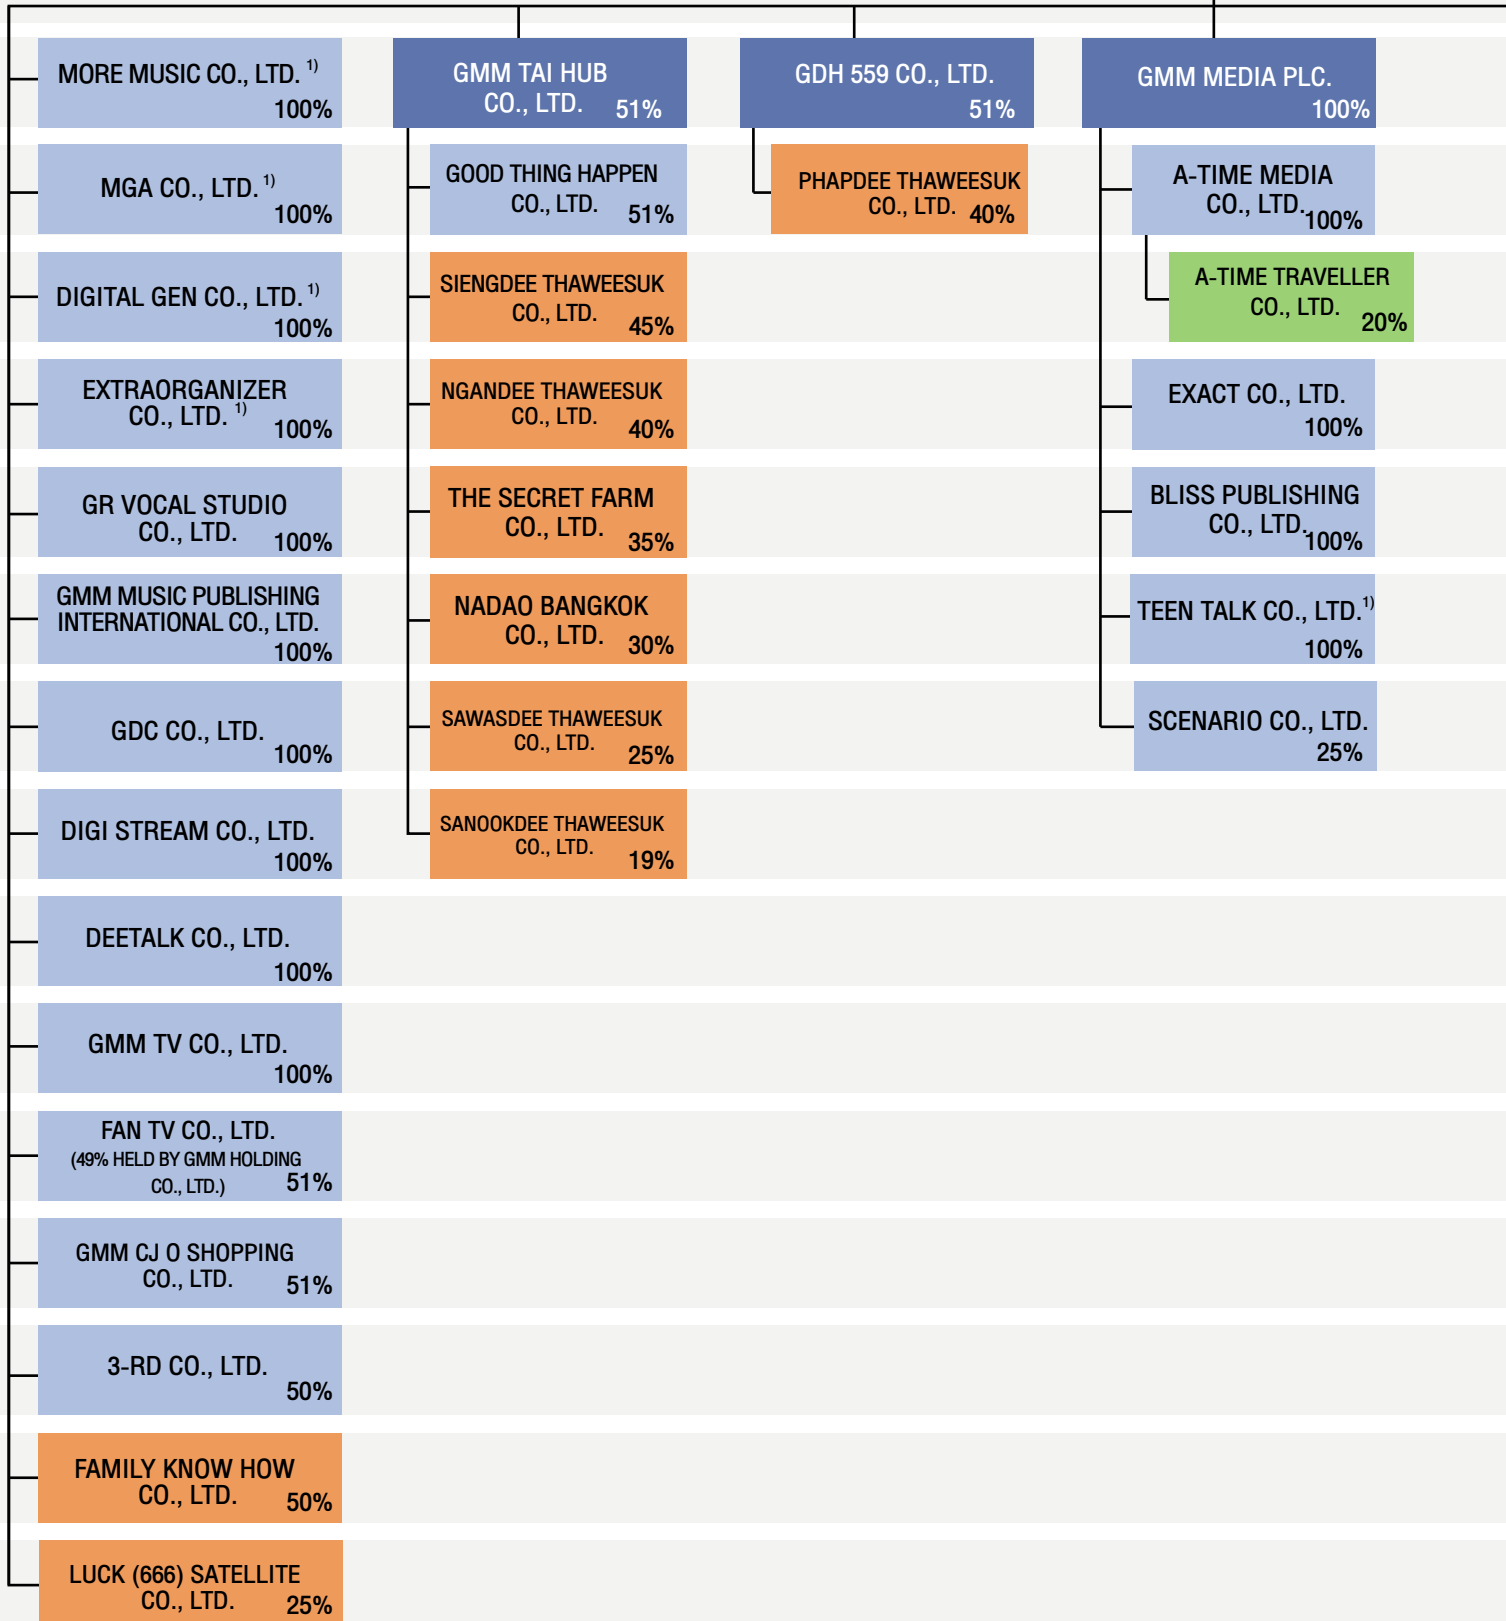 MORE MUSIC CO., LTD. 1)
100%
MGA CO., LTD. 1)
100%
DIGITAL GEN CO., LTD. 1)
100%
EXTRAORGANIZER
CO., LTD. 1) 100%
GR VOCAL STUDIO
CO., LTD. 100%
GMM MUSIC PUBLISHING
INTERNATIONAL CO., LTD.
100%
GDC CO., LTD.
100%
DIGI STREAM CO., LTD.
100%
DEETALK CO., LTD.
100%
GMM TV CO., LTD.
100%
FAN TV CO., LTD.
(49% HELD BY GMM HOLDING
CO., LTD.) 51%
GMM CJ O SHOPPING
CO., LTD. 51%
3-RD CO., LTD.
50%
FAMILY KNOW HOW
CO., LTD. 50%
LUCK (666) SATELLITE
CO., LTD. 25%
GMM TAI HUB
CO., LTD. 51%
GOOD THING HAPPEN
CO., LTD. 51%
SIENGDEE THAWEESUK
CO., LTD. 45%
NGANDEE THAWEESUK
CO., LTD. 40%
THE SECRET FARM
CO., LTD. 35%
NADAO BANGKOK
CO., LTD. 30%
SAWASDEE THAWEESUK
CO., LTD. 25%
SANOOKDEE THAWEESUK
CO., LTD. 19%
GDH 559 CO., LTD.
51%
PHAPDEE THAWEESUK
CO., LTD. 40%
GMM MEDIA PLC.
100%
A-TIME MEDIA
CO., LTD. 100%
A-TIME TRAVELLER
CO., LTD. 20%
EXACT CO., LTD.
100%
BLISS PUBLISHING
CO., LTD. 100%
TEEN TALK CO., LTD. 1)
100%
SCENARIO CO., LTD.
25%